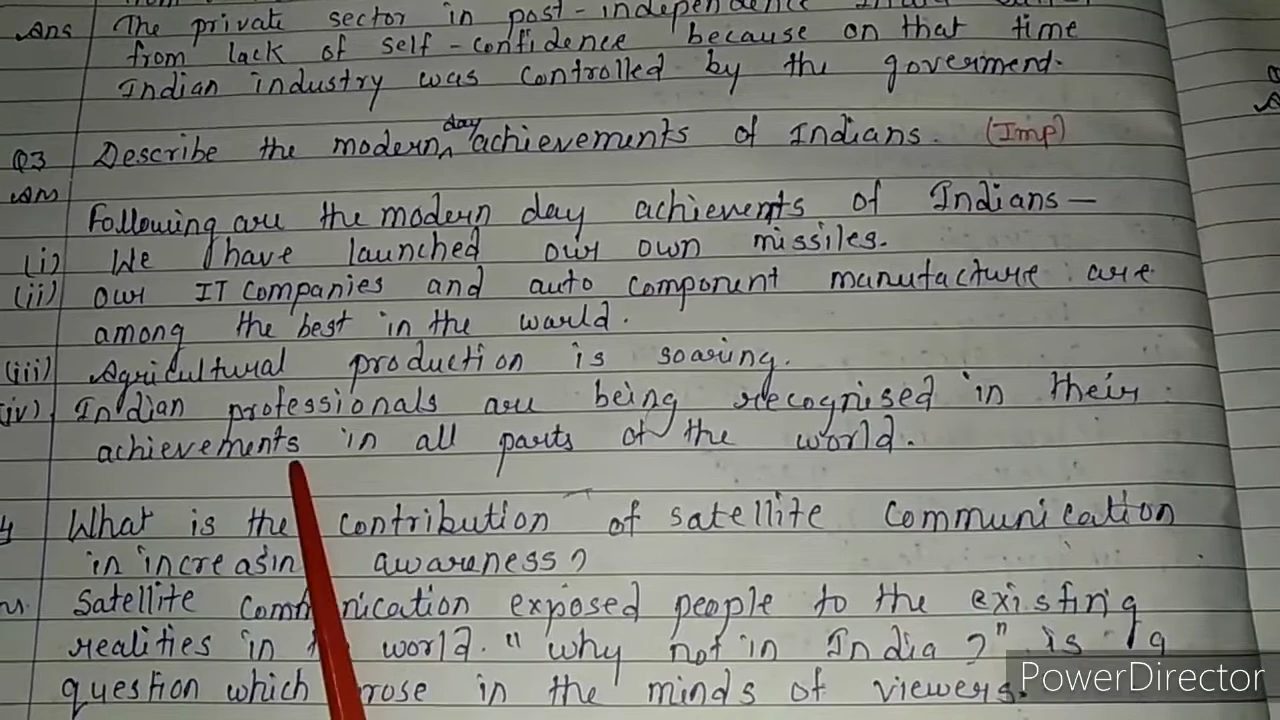 Ans The private sector in post-independence
from lack of self-confidence because on that time
Indian industry was controlled by the govermend.
Q3 Describe the modern day achievements of Indians. (Imp)
Ans
Following are the modern day achievents of Indians—
(i) We have launched our own missiles.
(ii) Our IT Companies and auto component manufacture are
among the best in the world.
(iii) Agricultural production is soaring.
(iv) Indian professionals are being recognised in their
achievements in all parts of the world.
What is the contribution of satellite communication
in increasin awareness?
Satellite communication exposed people to the existing
realities in world. "why not in India?" is a
question which arose in the minds of viewers.
PowerDirector